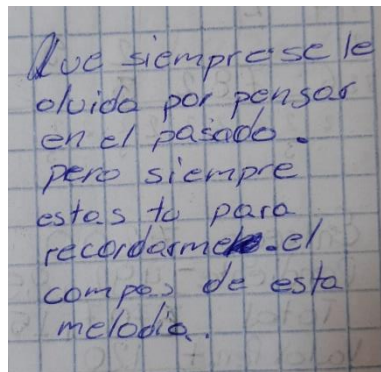 Que siempre se le
olvida por pensar
en el pasado.
pero siempre
estas tu para
recordarme el
compas de esta
melodia.